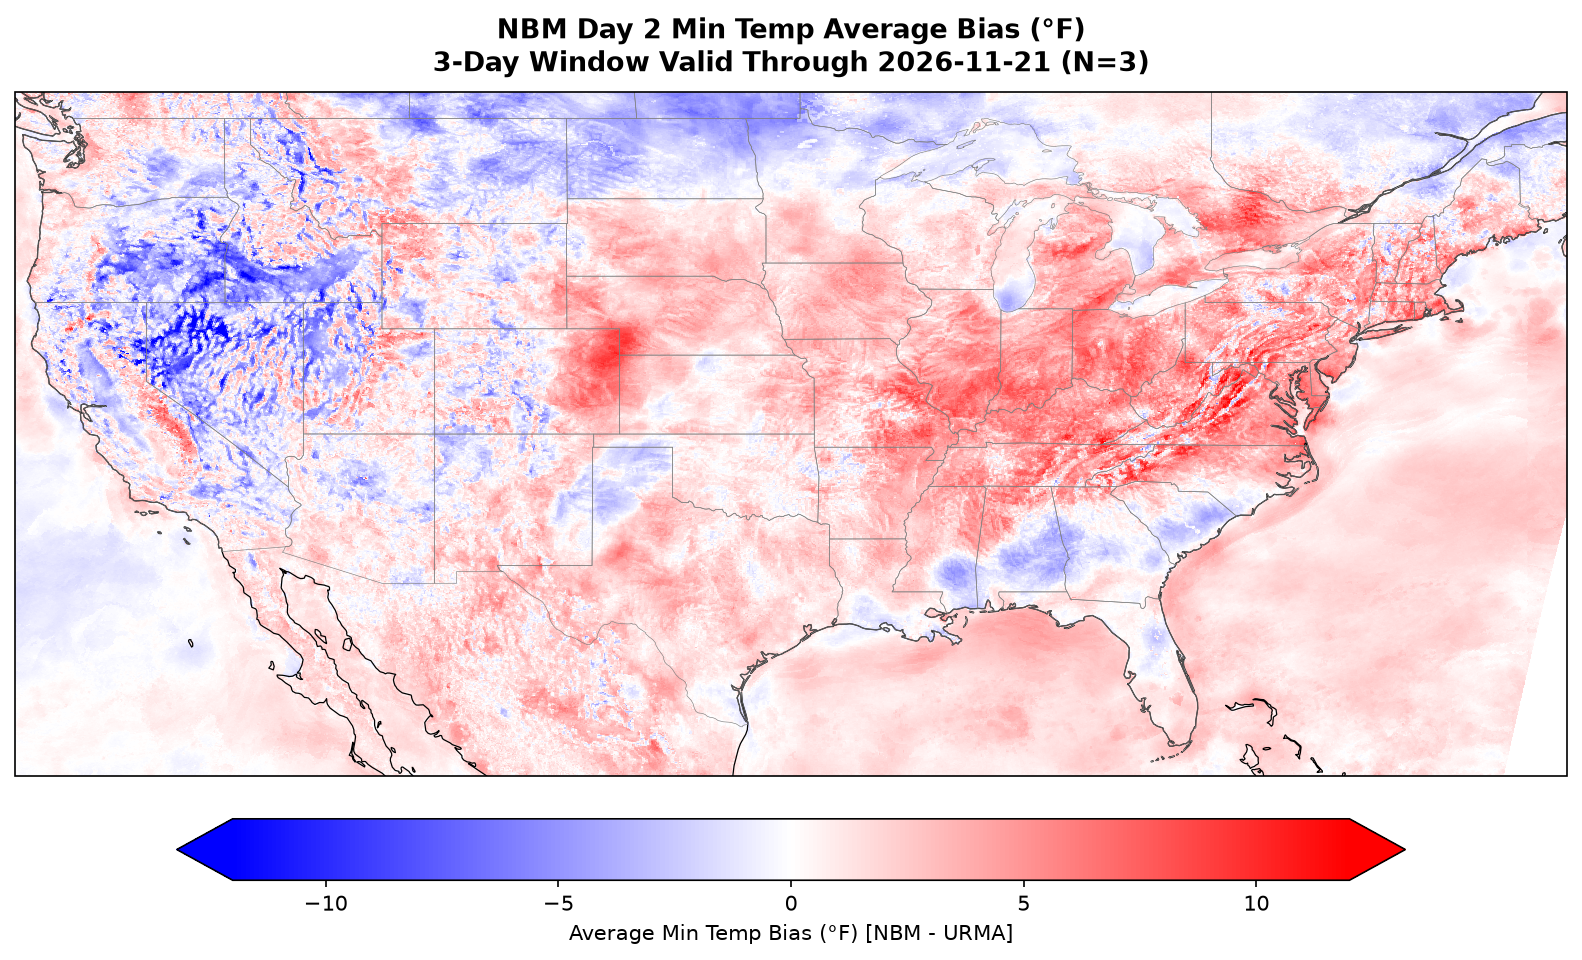 NBM Day 2 Min Temp Average Bias (°F)
3-Day Window Valid Through 2026-11-21 (N=3)
−10 −5 0 5 10
Average Min Temp Bias (°F) [NBM - URMA]